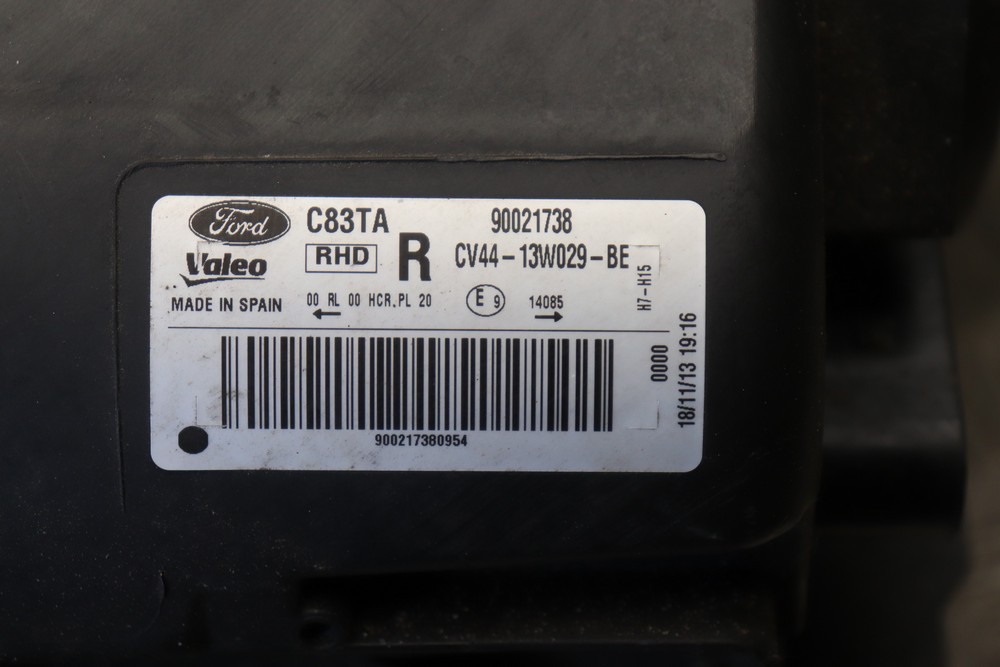 Ford
C83TA
90021738
Valeo
RHD
R
CV44-13W029-BE
MADE IN SPAIN
00 RL 00 HCR.PL 20
E 9
14085
H7-H15
0000
18/11/13 19:16
900217380954